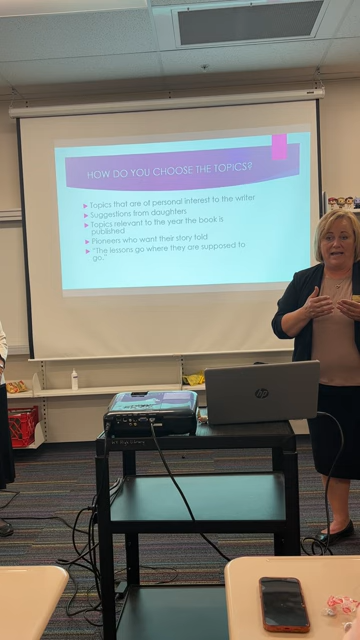 HOW DO YOU CHOOSE THE TOPICS?
Topics that are of personal interest to the writer
Suggestions from daughters
Topics relevant to the year the book is
published
Pioneers who want their story told
"The lessons go where they are supposed to
go."
hp